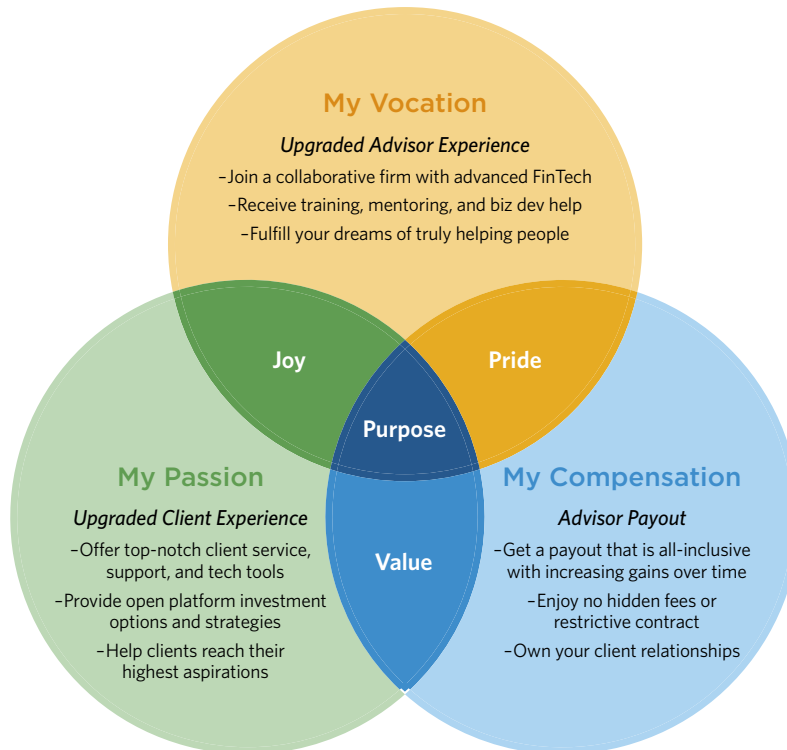 My Vocation
Upgraded Advisor Experience
–Join a collaborative firm with advanced FinTech
–Receive training, mentoring, and biz dev help
–Fulfill your dreams of truly helping people
Joy
Pride
Purpose
My Passion
Upgraded Client Experience
–Offer top-notch client service,
support, and tech tools
–Provide open platform investment
options and strategies
–Help clients reach their
highest aspirations
Value
My Compensation
Advisor Payout
–Get a payout that is all-inclusive
with increasing gains over time
–Enjoy no hidden fees or
restrictive contract
–Own your client relationships